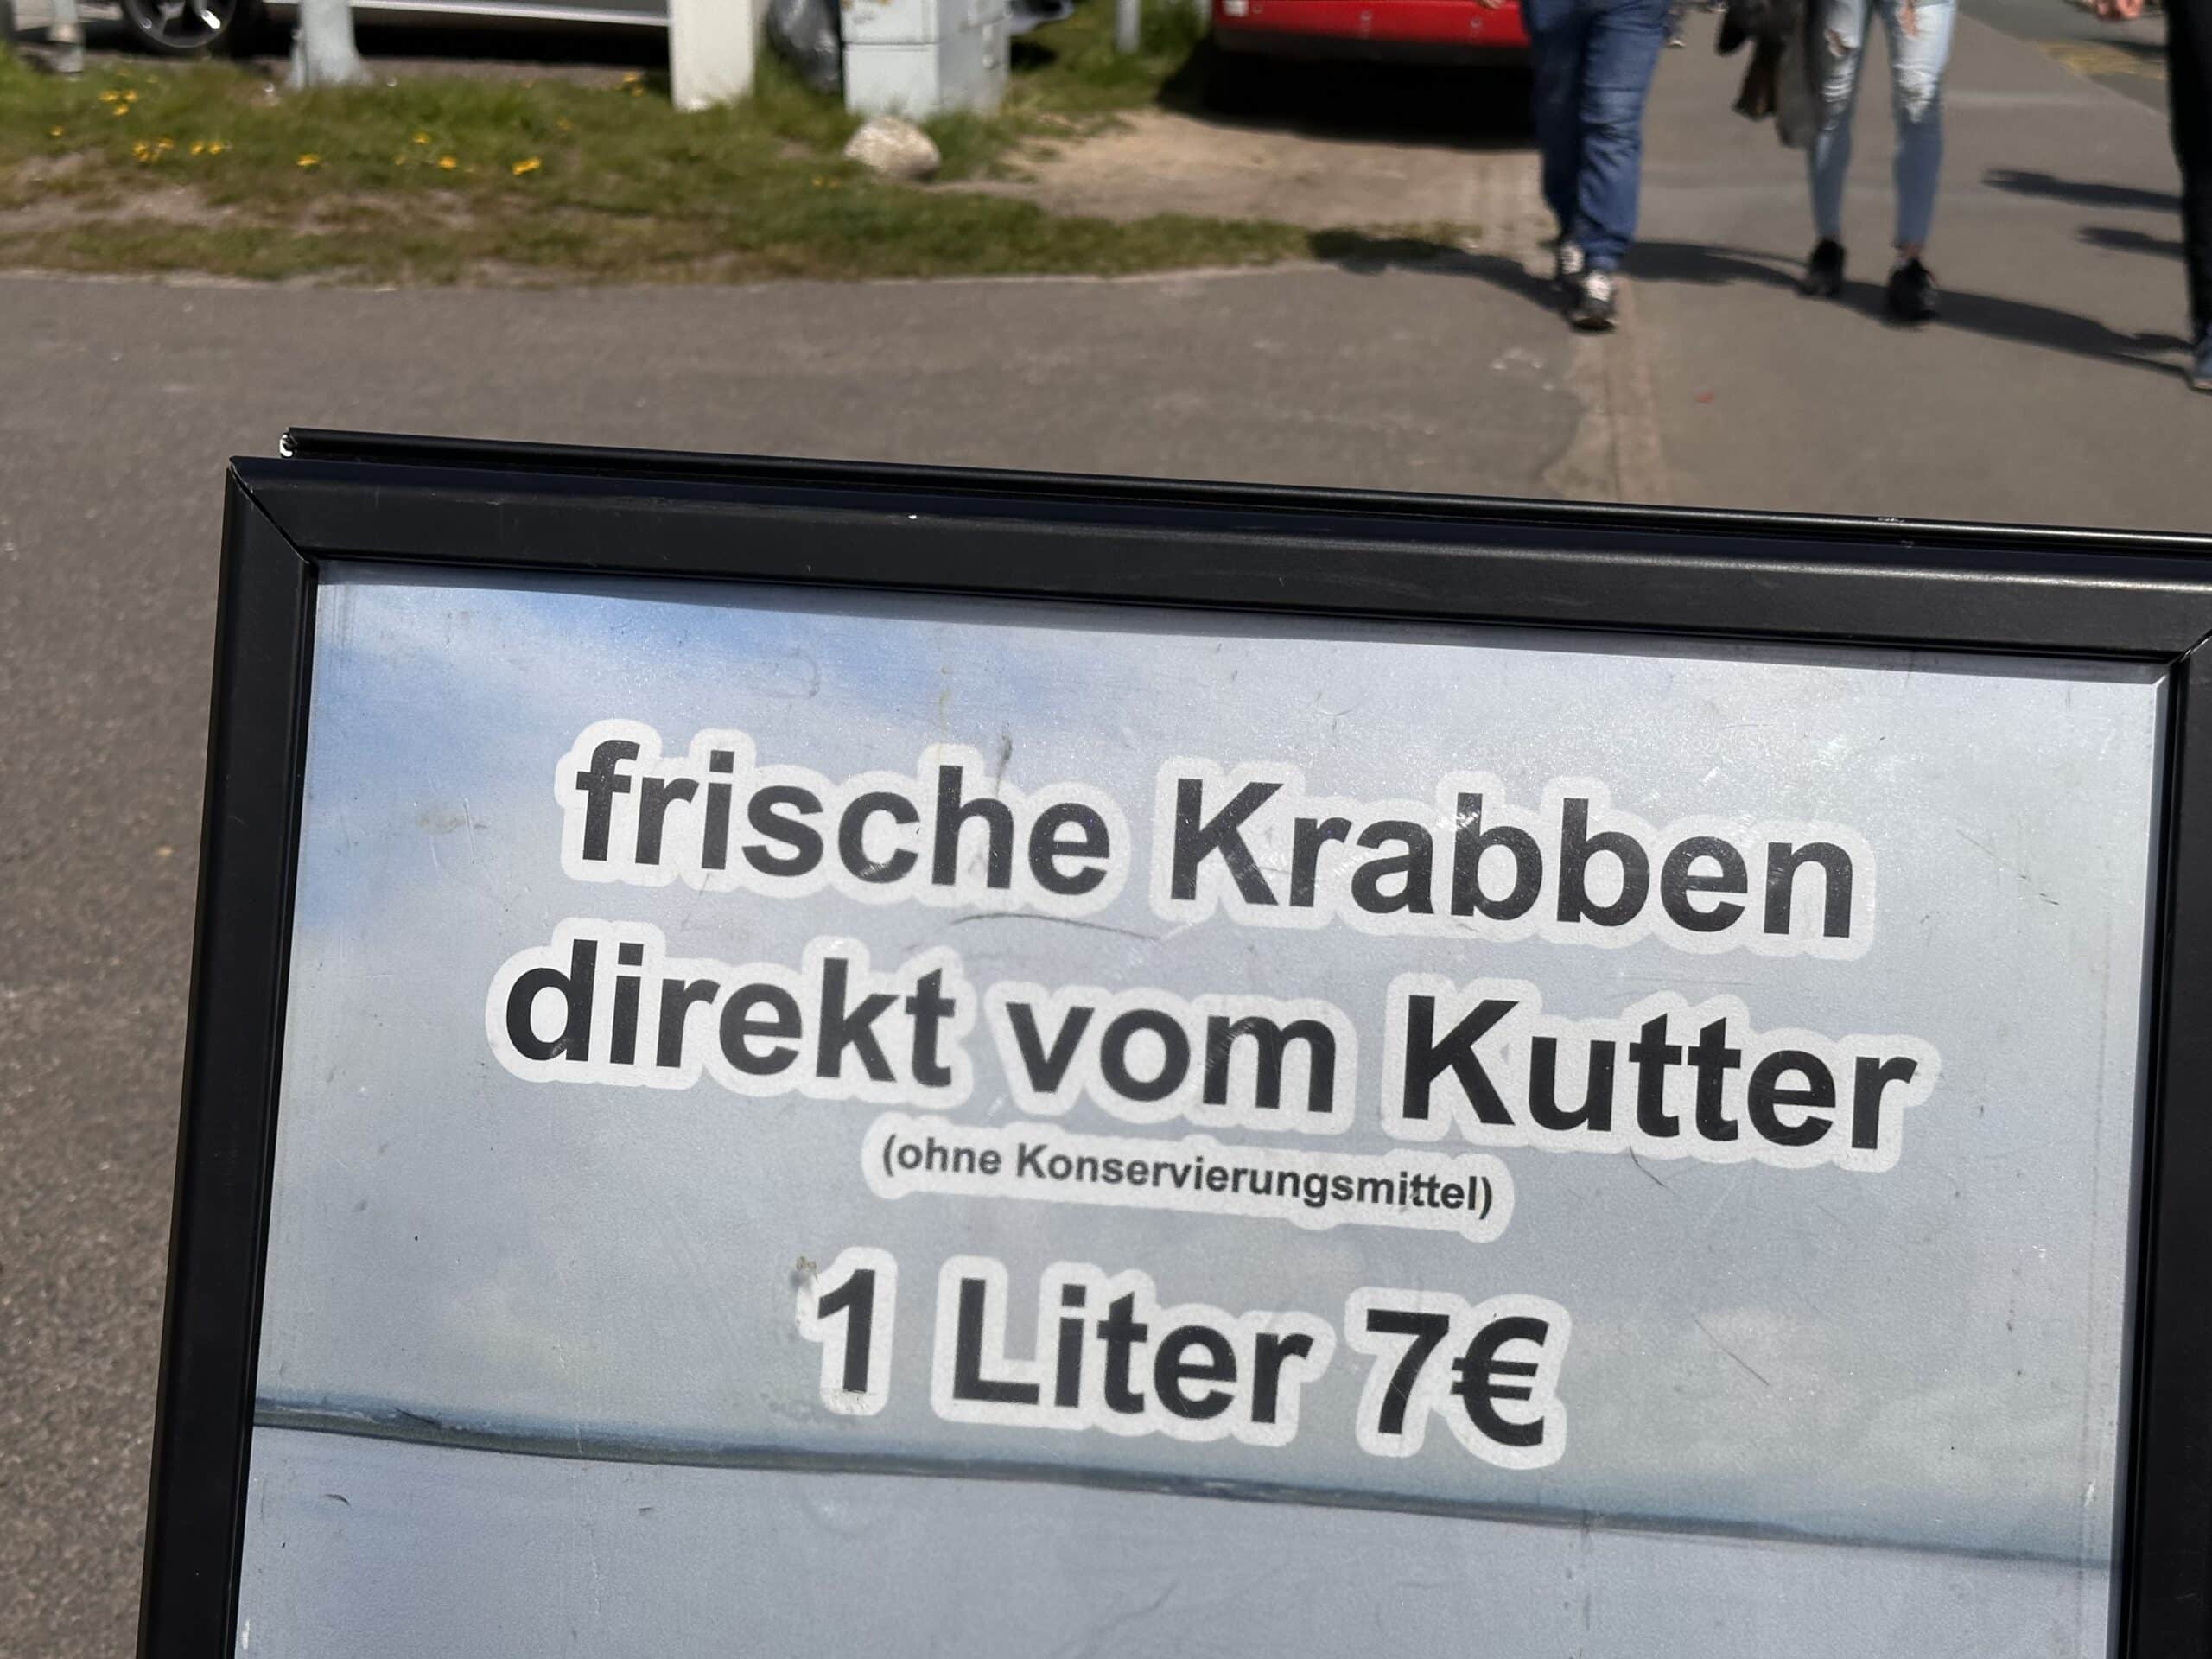 frische Krabben
direkt vom Kutter
(ohne Konservierungsmittel)
1 Liter 7€